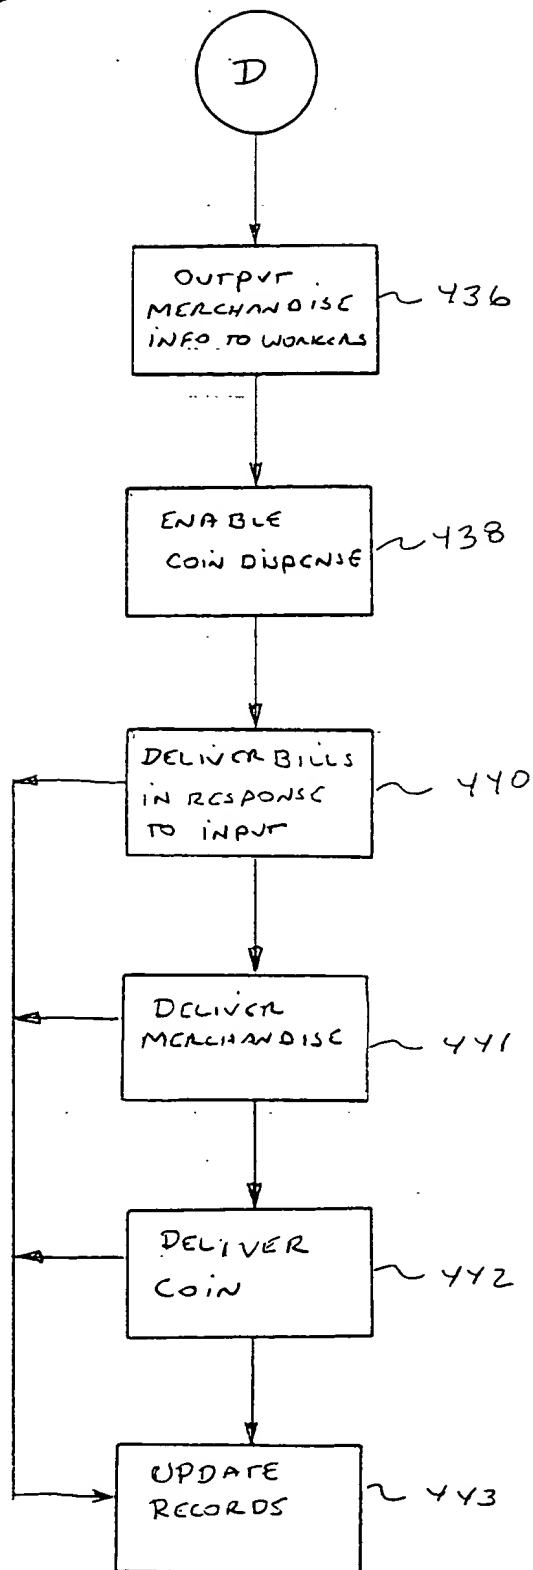 D
OUTPUT
MERCHANDISE
INFO TO WORKERS
436
ENABLE
COIN DISPENSE
438
DELIVER BILLS
IN RESPONSE
TO INPUT
440
DELIVER
MERCHANDISE
441
DELIVER
COIN
442
UPDATE
RECORDS
443